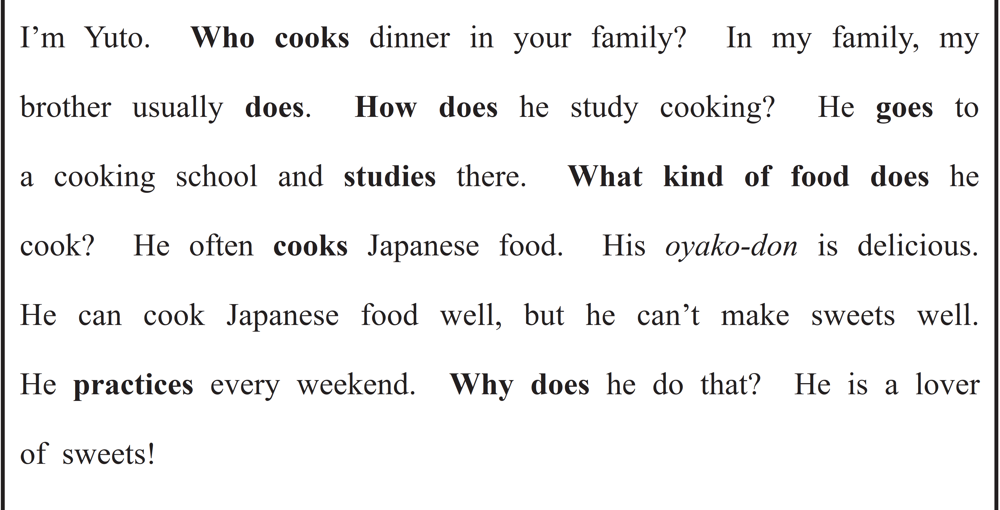 I’m Yuto. Who cooks dinner in your family? In my family, my
brother usually does. How does he study cooking? He goes to
a cooking school and studies there. What kind of food does he
cook? He often cooks Japanese food. His oyako-don is delicious.
He can cook Japanese food well, but he can’t make sweets well.
He practices every weekend. Why does he do that? He is a lover
of sweets!